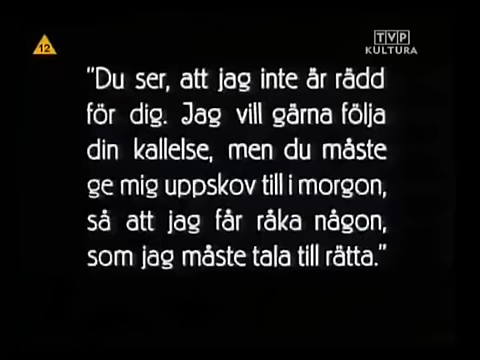 12
TVP
KULTURA
"Du ser, att jag inte är rädd
för dig. Jag vill gärna följa
din kallelse, men du måste
ge mig uppskov till i morgon,
så att jag får råka någon,
som jag måste tala till rätta."